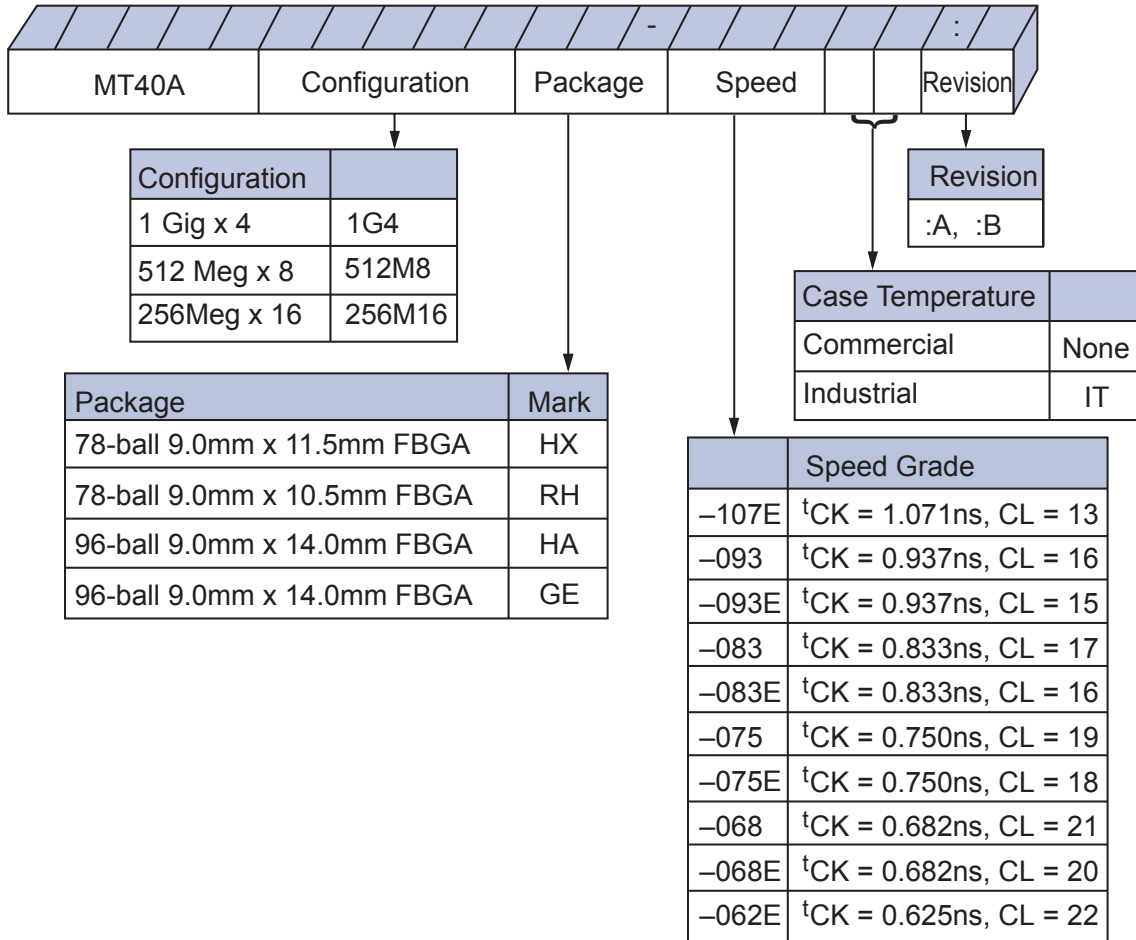 - :
MT40A Configuration Package Speed Revision
Configuration
1 Gig x 4 1G4
512 Meg x 8 512M8
256Meg x 16 256M16
Revision
:A, :B
Case Temperature
Commercial None
Industrial IT
Package Mark
78-ball 9.0mm x 11.5mm FBGA HX
78-ball 9.0mm x 10.5mm FBGA RH
96-ball 9.0mm x 14.0mm FBGA HA
96-ball 9.0mm x 14.0mm FBGA GE
Speed Grade
–107E tCK = 1.071ns, CL = 13
–093 tCK = 0.937ns, CL = 16
–093E tCK = 0.937ns, CL = 15
–083 tCK = 0.833ns, CL = 17
–083E tCK = 0.833ns, CL = 16
–075 tCK = 0.750ns, CL = 19
–075E tCK = 0.750ns, CL = 18
–068 tCK = 0.682ns, CL = 21
–068E tCK = 0.682ns, CL = 20
–062E tCK = 0.625ns, CL = 22